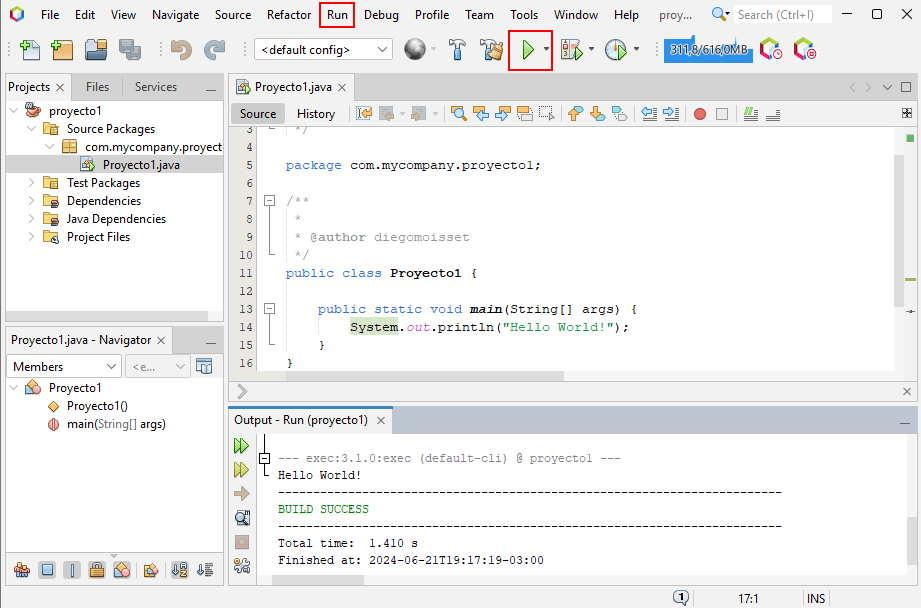 File Edit View Navigate Source Refactor Run Debug Profile Team Tools Window Help proy... Search (Ctrl+I)
<default config> 311,8/616,0MB
Projects Files Services
proyecto1
Source Packages
com.mycompany.proyect
Proyecto1.java
Test Packages
Dependencies
Java Dependencies
Project Files
Proyecto1.java - Navigator
Members <e...
Proyecto1
Proyecto1()
main(String[] args)
Proyecto1.java
Source History
3 */
4
5 package com.mycompany.proyecto1;
6
7 /**
8 *
9 * @author diegomoisset
10 */
11 public class Proyecto1 {
12
13 public static void main(String[] args) {
14 System.out.println("Hello World!");
15 }
16 }
Output - Run (proyecto1)
--- exec:3.1.0:exec (default-cli) @ proyecto1 ---
Hello World!
------------------------------------------------------------------------
BUILD SUCCESS
------------------------------------------------------------------------
Total time: 1.410 s
Finished at: 2024-06-21T19:17:19-03:00
1 17:1 INS